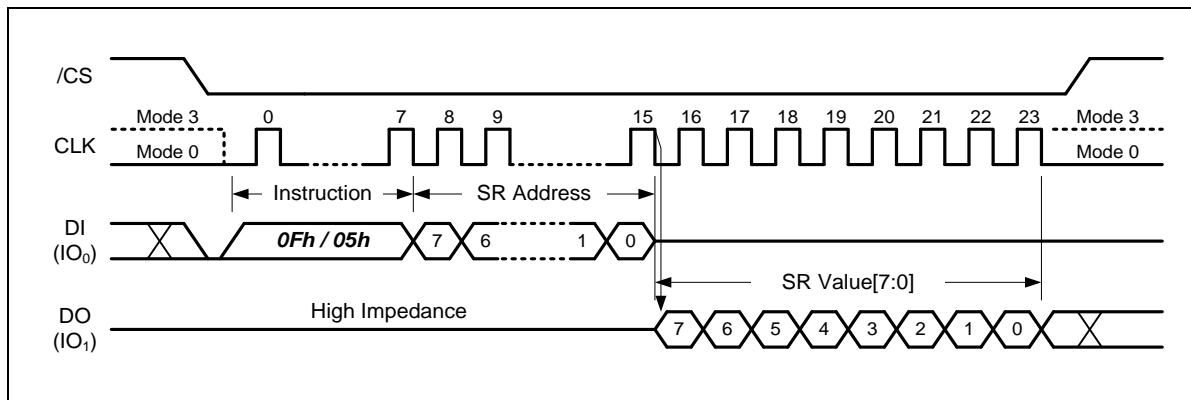 /CS
Mode 3 0 7 8 9 15 16 17 18 19 20 21 22 23 Mode 3
CLK Mode 0 Mode 0
Instruction SR Address
DI
(IO₀) 0Fh / 05h 7 6 1 0
SR Value[7:0]
High Impedance
DO
(IO₁) 7 6 5 4 3 2 1 0